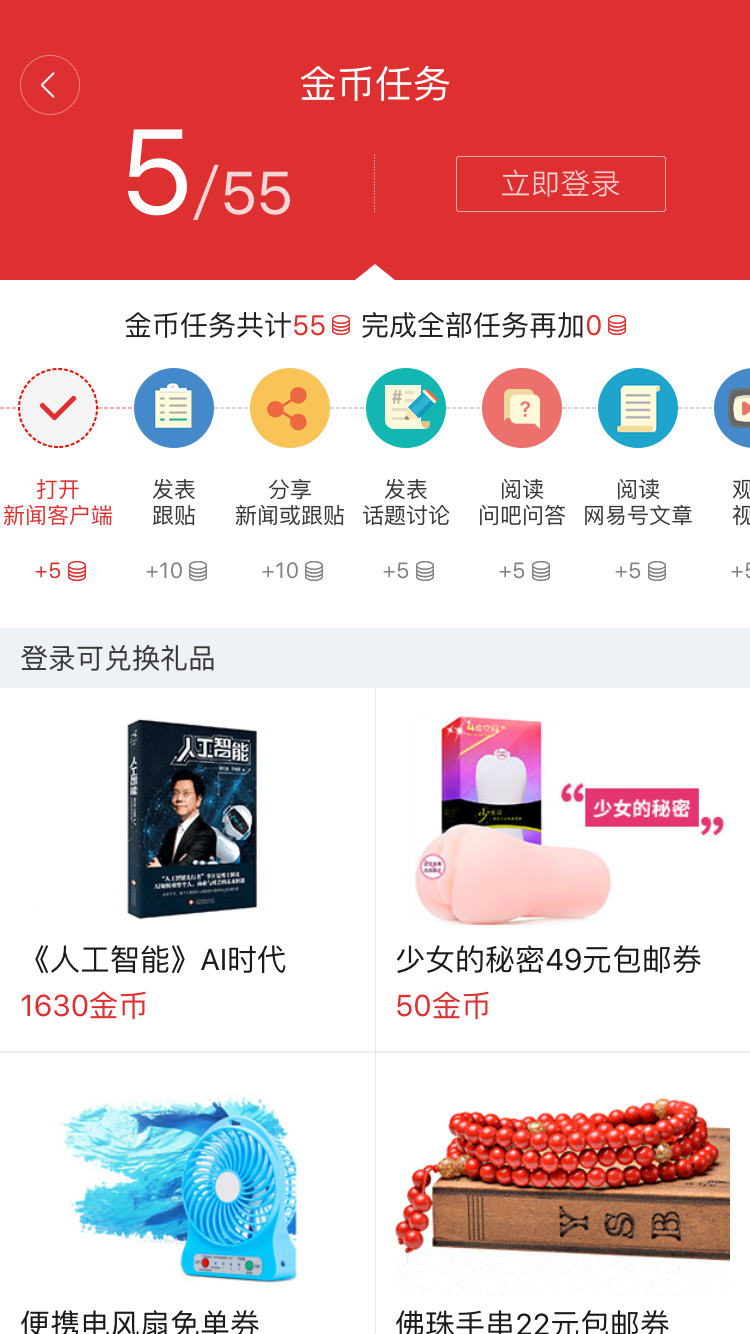 金币任务
5/55
立即登录
金币任务共计55 完成全部任务再加0
打开
新闻客户端
+5
发表
跟贴
+10
分享
新闻或跟贴
+10
发表
话题讨论
+5
阅读
问吧问答
+5
阅读
网易号文章
+5
观
视
+5
登录可兑换礼品
人工智能
人工智能
“少女的秘密”
《人工智能》AI时代
1630金币
少女的秘密49元包邮券
50金币
YSB
便携电风扇免单券
佛珠手串22元包邮券